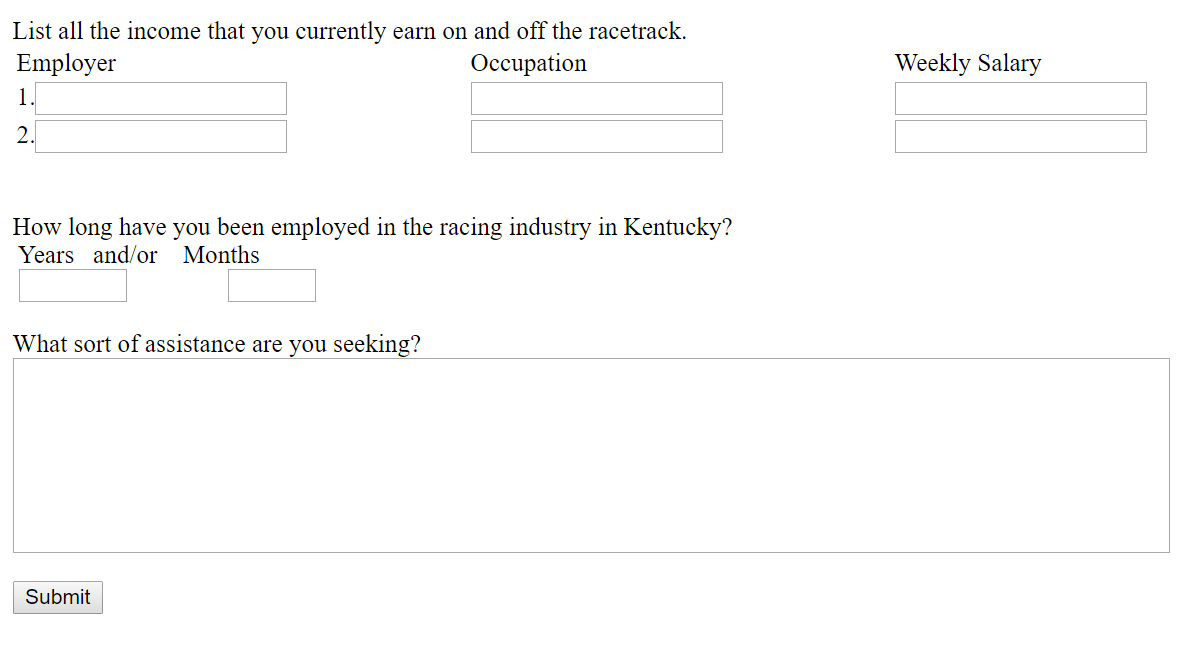 List all the income that you currently earn on and off the racetrack.
Employer Occupation Weekly Salary
1.
2.
How long have you been employed in the racing industry in Kentucky?
Years and/or Months
What sort of assistance are you seeking?
Submit